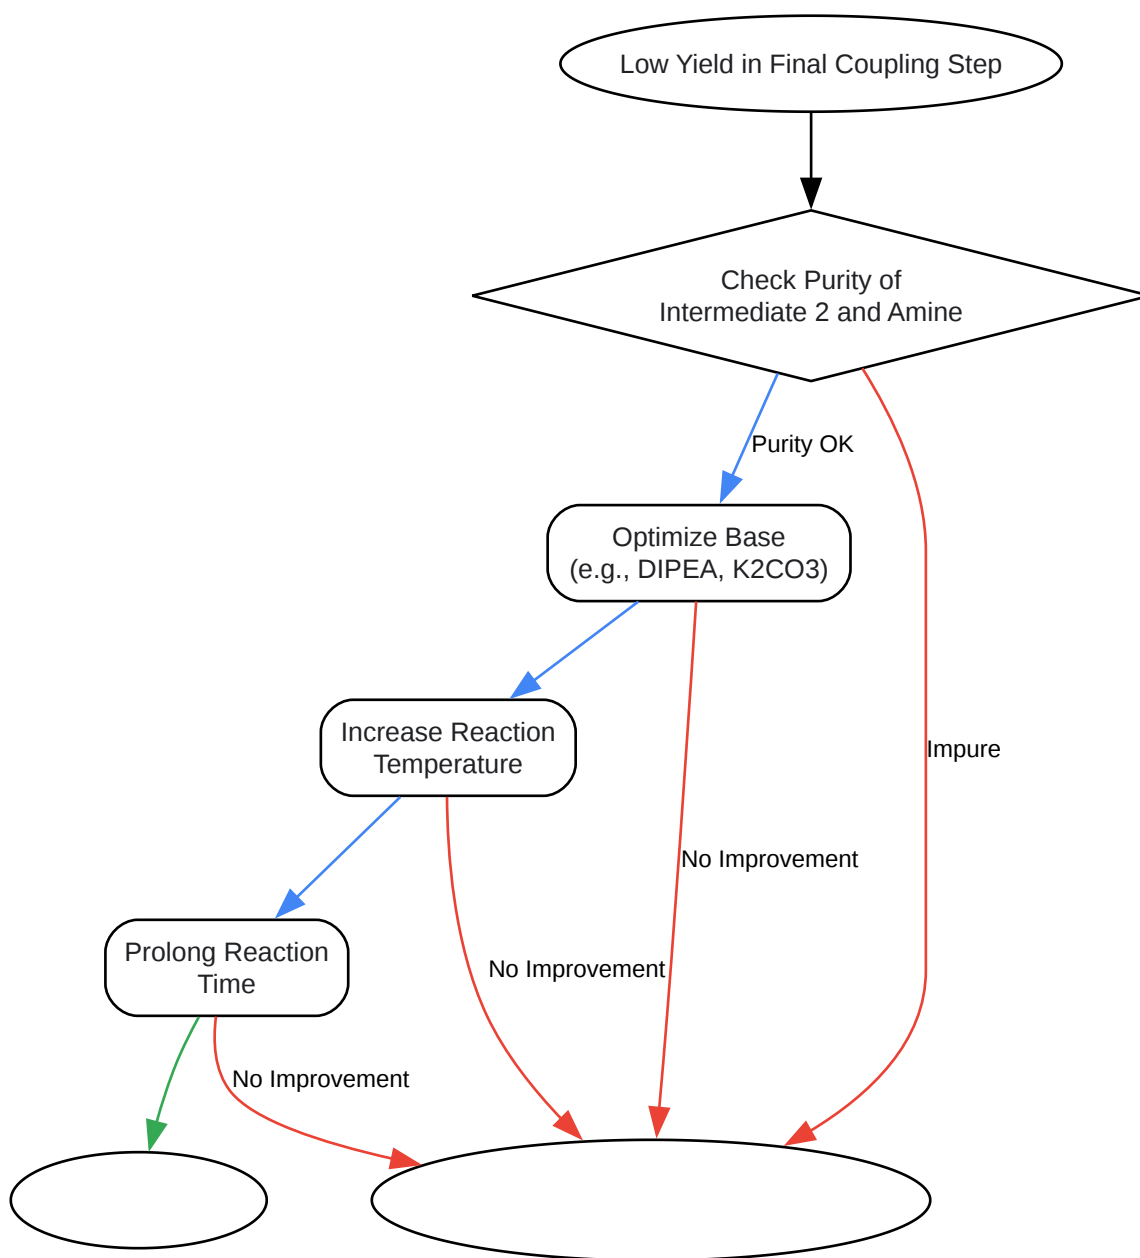 Low Yield in Final Coupling Step
Check Purity of
Intermediate 2 and Amine
Purity OK
Optimize Base
(e.g., DIPEA, K2CO3)
Increase Reaction
Temperature
Impure
No Improvement
Prolong Reaction
Time
No Improvement
No Improvement